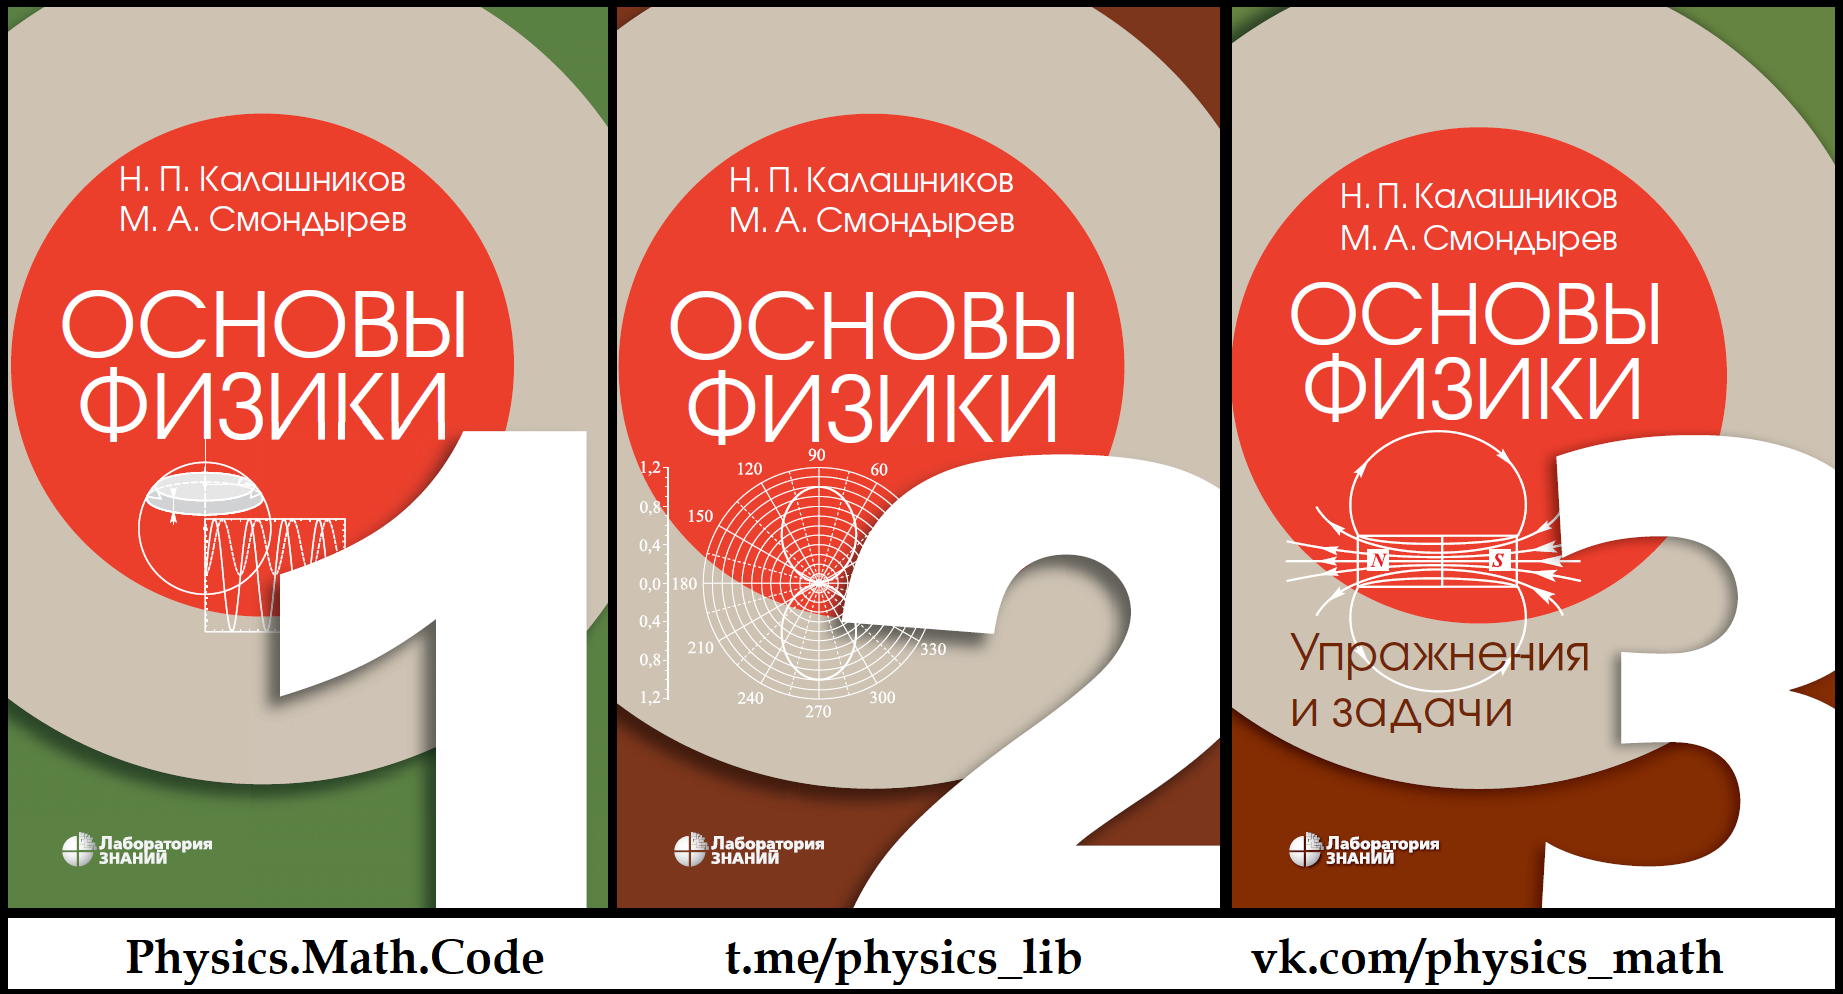 Н. П. Калашников
М. А. Смондырев
ОСНОВЫ
ФИЗИКИ
1
Лаборатория
ЗНАНИЙ
Н. П. Калашников
М. А. Смондырев
ОСНОВЫ
ФИЗИКИ
90
1,2
120
60
0,8
150
0,4
0,0
180
0,4
210
330
0,8
240
300
1,2
270
2
Лаборатория
ЗНАНИЙ
Н. П. Калашников
М. А. Смондырев
ОСНОВЫ
ФИЗИКИ
N
S
3
Упражнения
и задачи
Лаборатория
ЗНАНИЙ
Physics.Math.Code
t.me/physics_lib
vk.com/physics_math